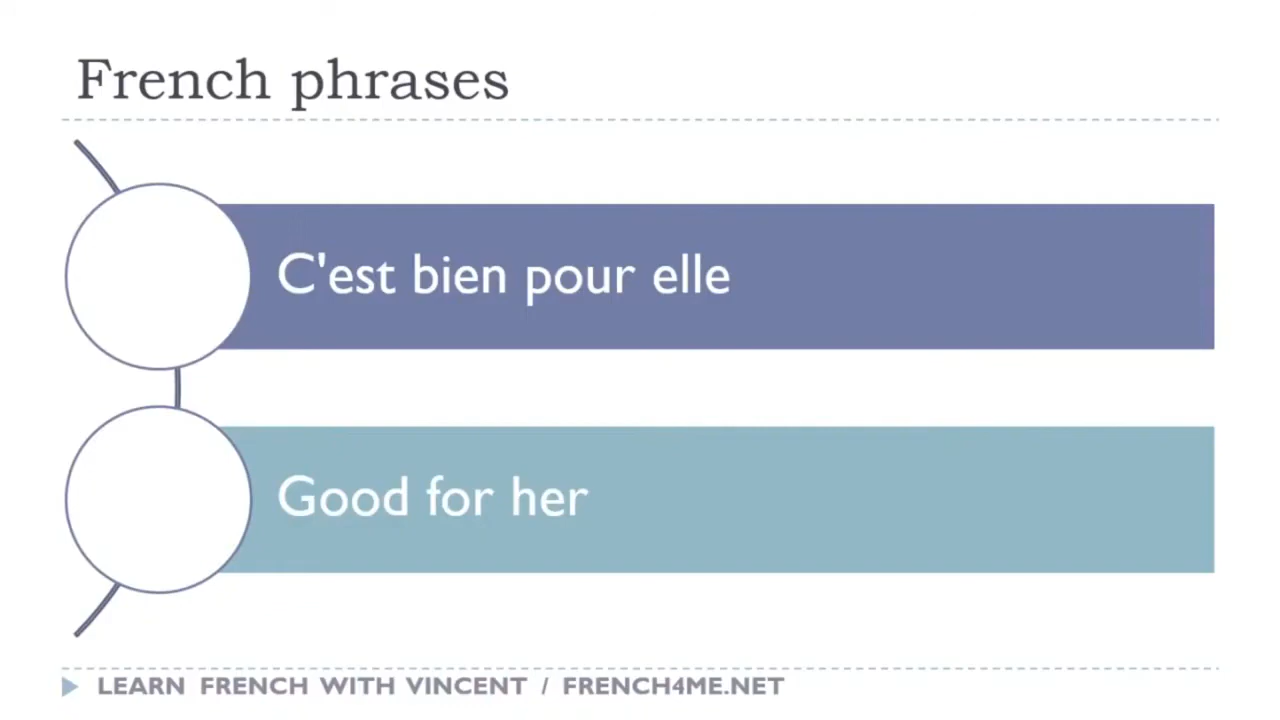 French phrases
C'est bien pour elle
Good for her
LEARN FRENCH WITH VINCENT / FRENCH4ME.NET